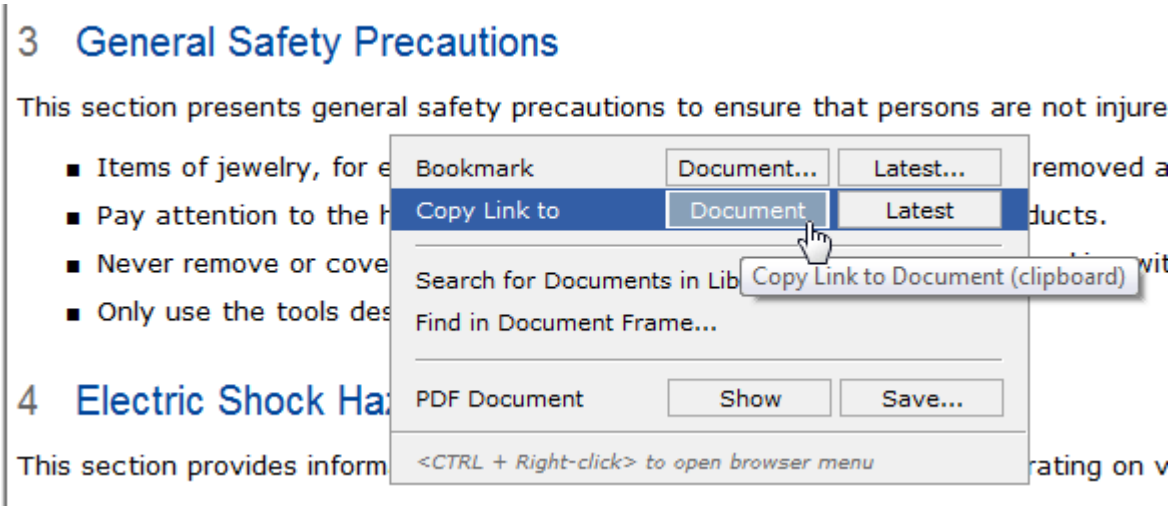 3 General Safety Precautions
This section presents general safety precautions to ensure that persons are not injure
■ Items of jewelry, for e
removed a
■ Pay attention to the h
ducts.
■ Never remove or cove
wit
■ Only use the tools des
Bookmark Document... Latest...
Copy Link to Document Latest
Search for Documents in Lib
Copy Link to Document (clipboard)
Find in Document Frame...
PDF Document Show Save...
<CTRL + Right-click> to open browser menu
4 Electric Shock Haz
This section provides inform
rating on v